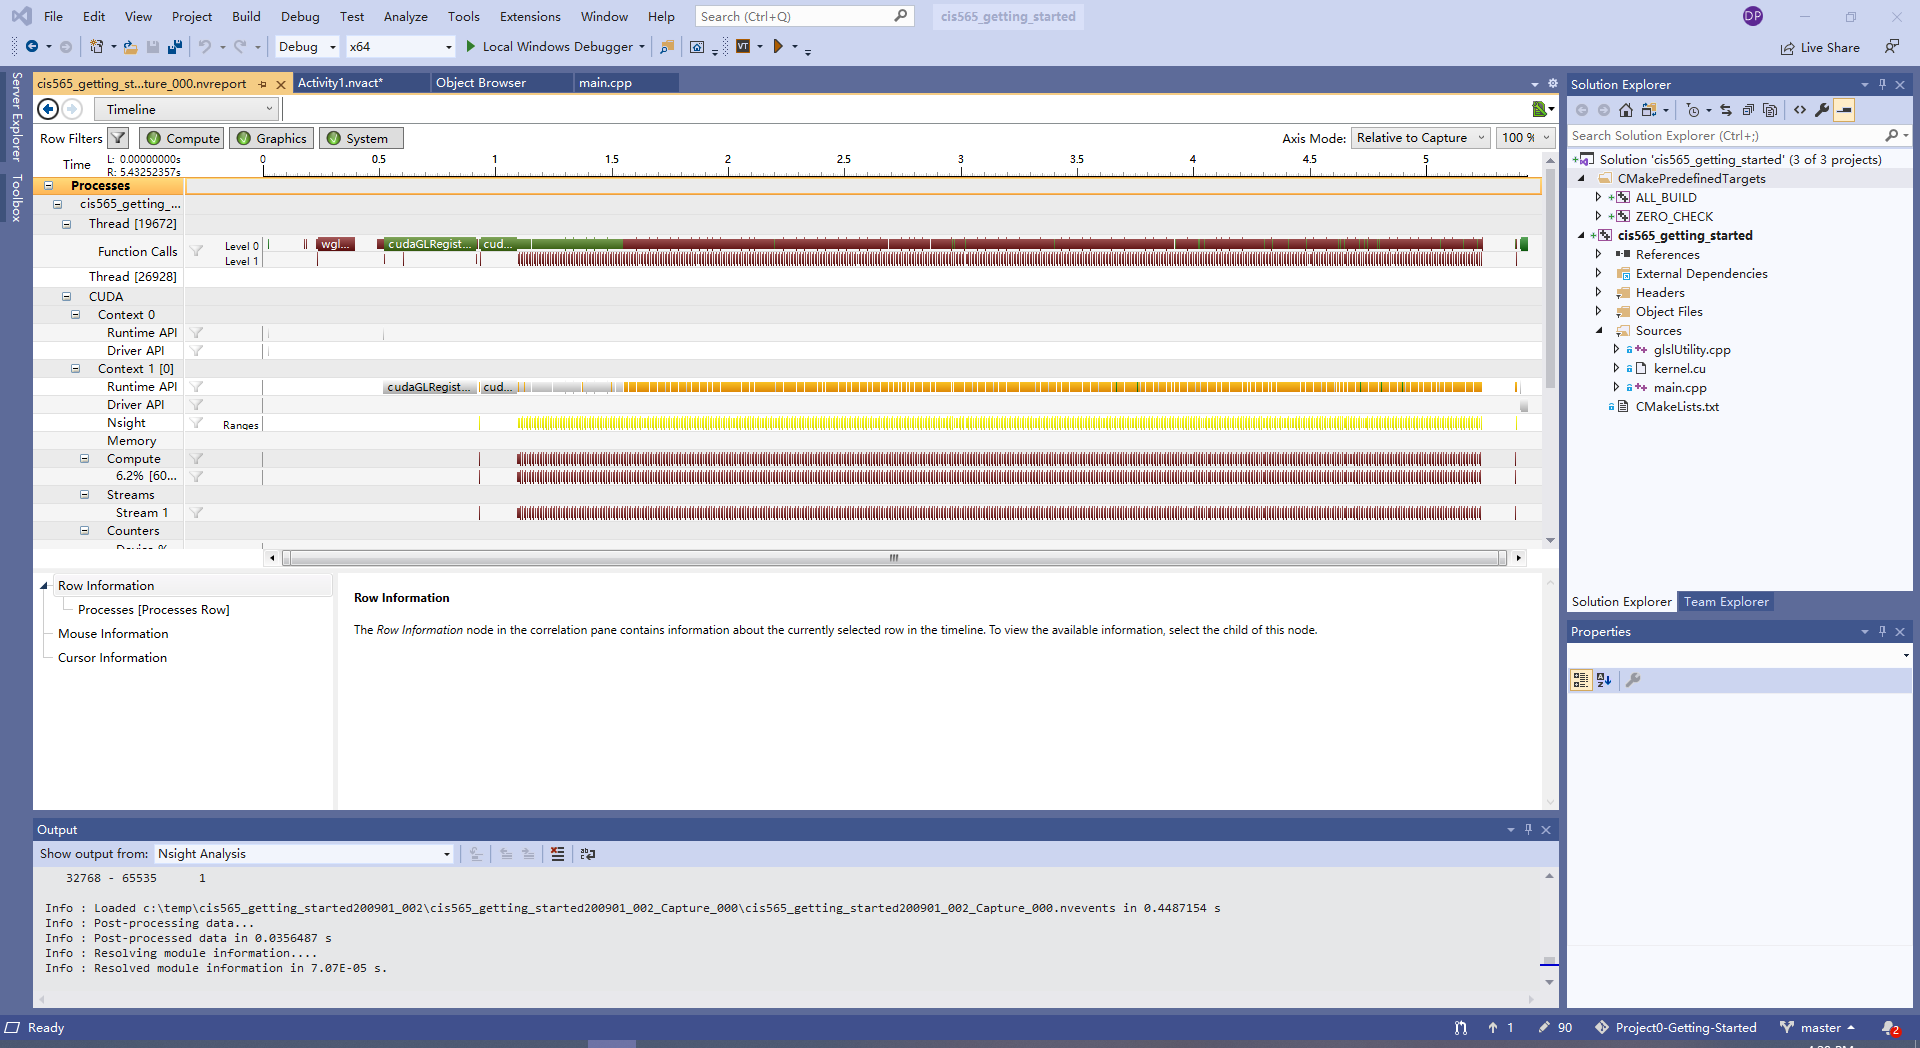 File Edit View Project Build Debug Test Analyze Tools Extensions Window Help Search (Ctrl+Q) cis565_getting_started DP
Debug x64 Local Windows Debugger VT Live Share
Server Explorer
Toolbox
cis565_getting_st...ture_000.nvreport Activity1.nvact* Object Browser main.cpp
Timeline
Row Filters Compute Graphics System Axis Mode: Relative to Capture 100 %
Time L: 0.00000000s 0 0.5 1 1.5 2 2.5 3 3.5 4 4.5 5
R: 5.43252357s
Processes
cis565_getting_...
Thread [19672]
Function Calls Level 0 wgl... cudaGLRegist... cud...
Level 1
Thread [26928]
CUDA
Context 0
Runtime API
Driver API
Context 1 [0]
Runtime API cudaGLRegist... cud...
Driver API
Nsight Ranges
Memory
Compute
6.2% [60...
Streams
Stream 1
Counters
Row Information
Processes [Processes Row]
Mouse Information
Cursor Information
Row Information
The Row Information node in the correlation pane contains information about the currently selected row in the timeline. To view the available information, select the child of this node.
Output
Show output from: Nsight Analysis
32768 - 65535 1
Info : Loaded c:\temp\cis565_getting_started200901_002\cis565_getting_started200901_002_Capture_000\cis565_getting_started200901_002_Capture_000.nvevents in 0.4487154 s
Info : Post-processing data...
Info : Post-processed data in 0.0356487 s
Info : Resolving module information....
Info : Resolved module information in 7.07E-05 s.
Solution Explorer
Search Solution Explorer (Ctrl+;)
Solution 'cis565_getting_started' (3 of 3 projects)
CMakePredefinedTargets
ALL_BUILD
ZERO_CHECK
cis565_getting_started
References
External Dependencies
Headers
Object Files
Sources
glslUtility.cpp
kernel.cu
main.cpp
CMakeLists.txt
Solution Explorer Team Explorer
Properties
Ready 1 90 Project0-Getting-Started master 2